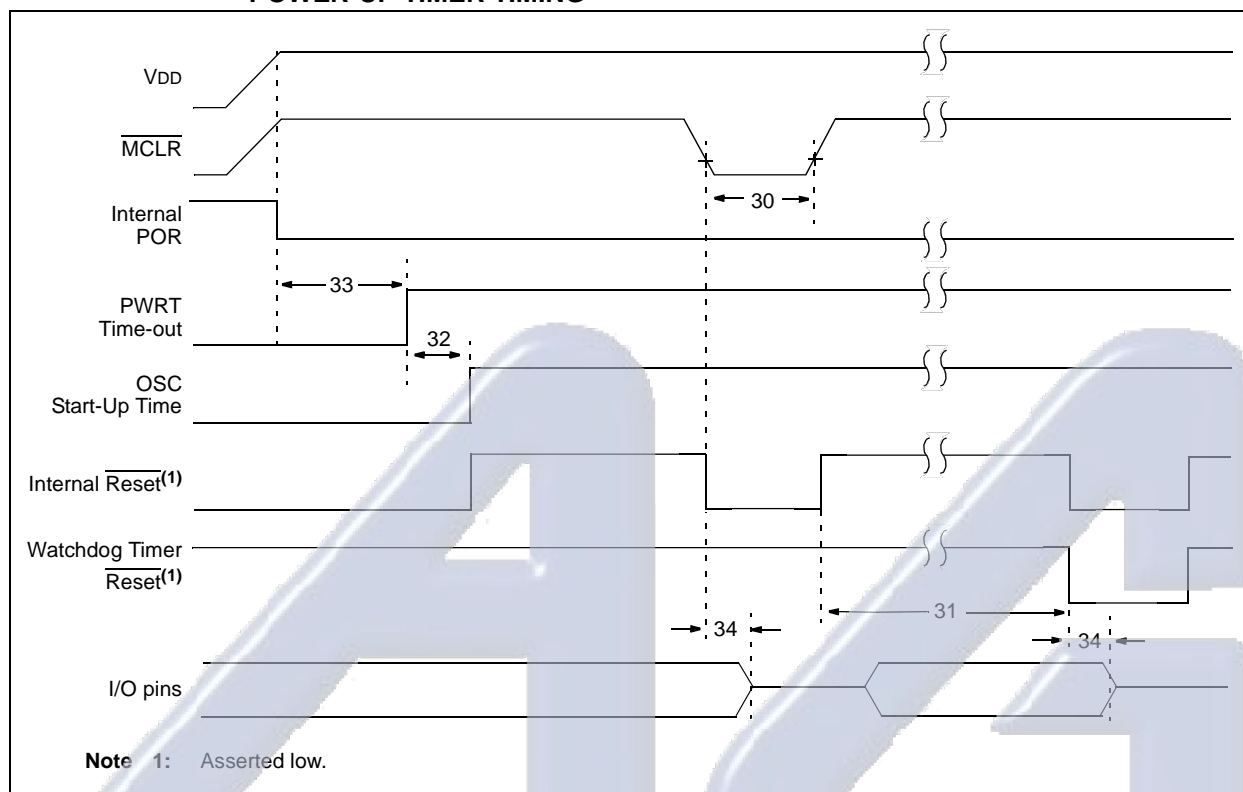 POWER-UP TIMER TIMING
VDD
MCLR
30
Internal
POR
33
PWRT
Time-out
32
OSC
Start-Up Time
Internal Reset(1)
Watchdog Timer
Reset(1)
31
34
34
I/O pins
Note 1: Asserted low.